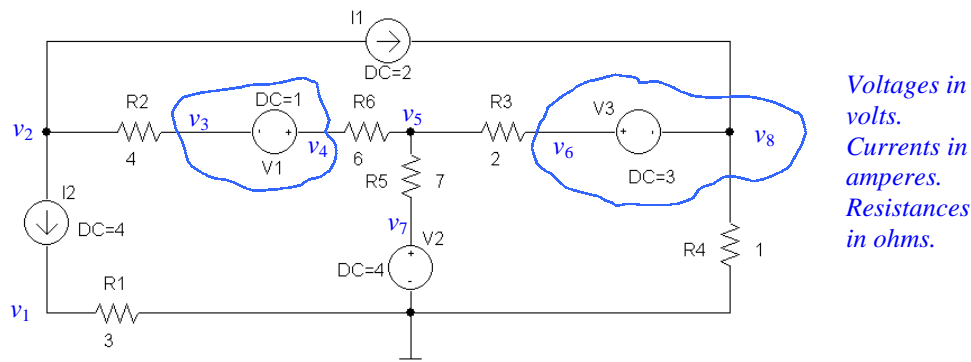 I1
DC=2
R2
4
v3
DC=1
V1
v4
R6
6
v5
R3
2
v6
V3
DC=3
v8
v2
I2
DC=4
R5
7
v7
V2
DC=4
R4
1
R1
3
v1
Voltages in
volts.
Currents in
amperes.
Resistances
in ohms.